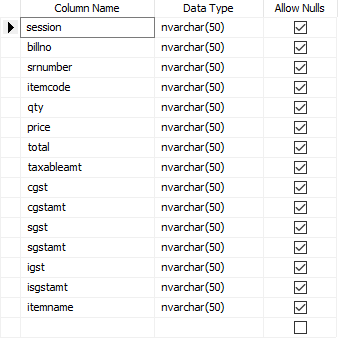 Column Name Data Type Allow Nulls
session nvarchar(50)
billno nvarchar(50)
srnumber nvarchar(50)
itemcode nvarchar(50)
qty nvarchar(50)
price nvarchar(50)
total nvarchar(50)
taxableamt nvarchar(50)
cgst nvarchar(50)
cgstamt nvarchar(50)
sgst nvarchar(50)
sgstamt nvarchar(50)
igst nvarchar(50)
isgstamt nvarchar(50)
itemname nvarchar(50)